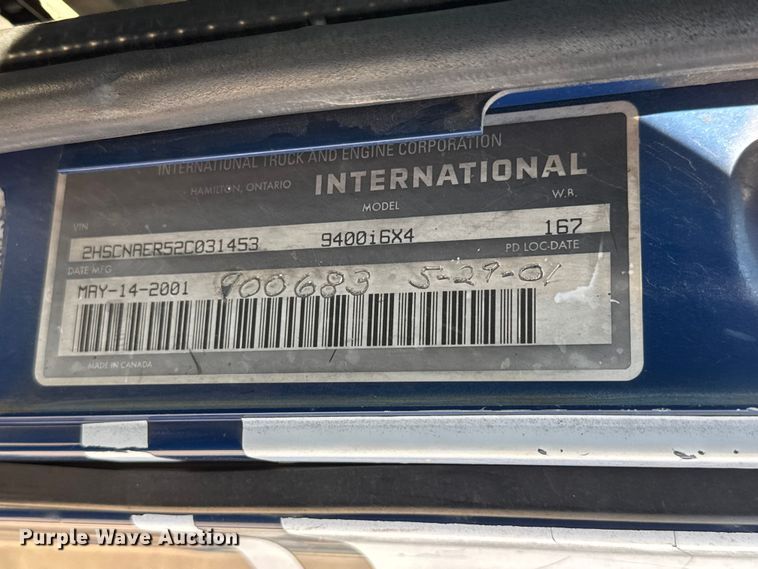 INTERNATIONAL TRUCK AND ENGINE CORPORATION
HAMILTON, ONTARIO INTERNATIONAL®
VIN MODEL W.B.
2HSCNAER52C031453 9400i6X4 167
DATE MFG PD LOC-DATE
MAY-14-2001 900683 5-29-01
MADE IN CANADA
Purple Wave Auction